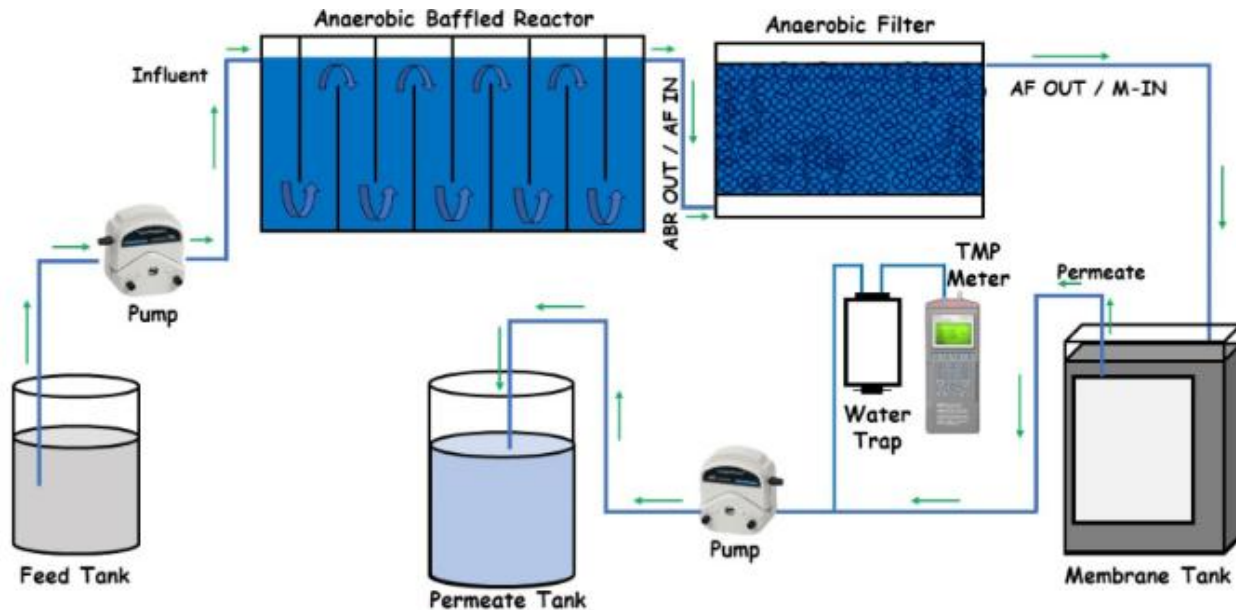 Anaerobic Baffled Reactor
Anaerobic Filter
Influent
ABR OUT / AF IN
AF OUT / M-IN
Pump
TMP
Meter
Permeate
Water
Trap
Pump
Feed Tank
Permeate Tank
Membrane Tank